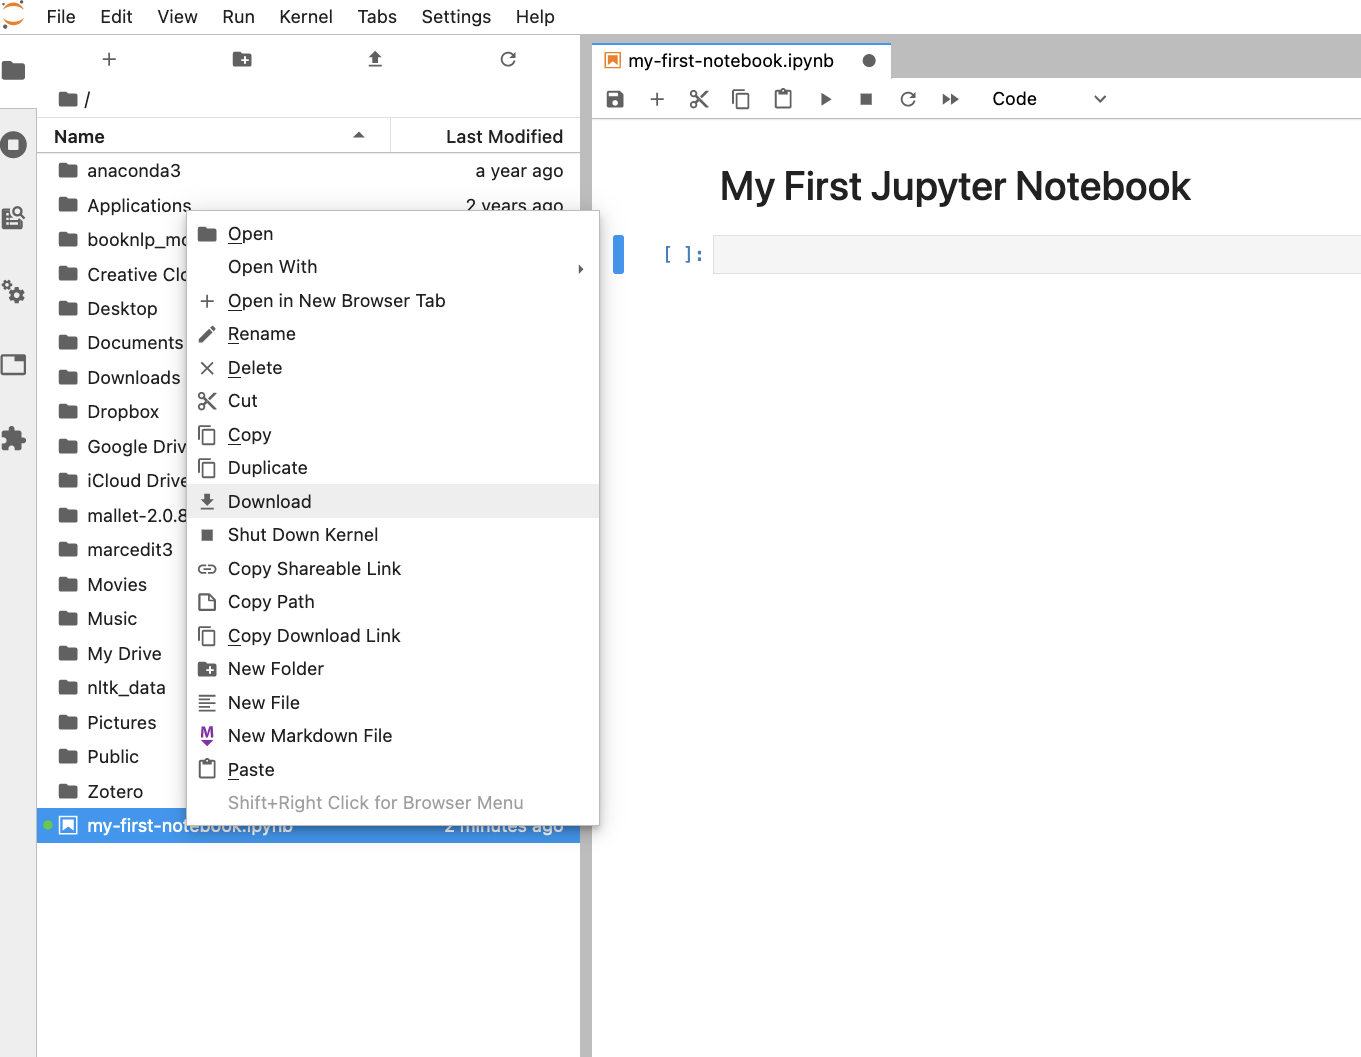 File Edit View Run Kernel Tabs Settings Help
my-first-notebook.ipynb
Code
/
Name Last Modified
anaconda3 a year ago
Applications 2 years ago
booknlp_mo
Creative Clo
Desktop
Documents
Downloads
Dropbox
Google Driv
iCloud Drive
mallet-2.0.8
marcedit3
Movies
Music
My Drive
nltk_data
Pictures
Public
Zotero
my-first-notebook.ipynb 2 minutes ago
Open
Open With
Open in New Browser Tab
Rename
Delete
Cut
Copy
Duplicate
Download
Shut Down Kernel
Copy Shareable Link
Copy Path
Copy Download Link
New Folder
New File
M New Markdown File
Paste
Shift+Right Click for Browser Menu
My First Jupyter Notebook
[ ]: